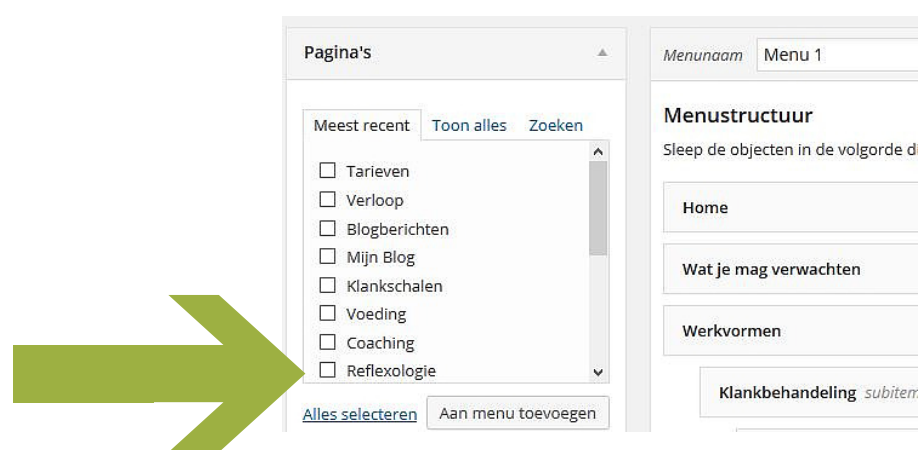 Pagina's
Meest recent Toon alles Zoeken
Tarieven
Verloop
Blogberichten
Mijn Blog
Klankschalen
Voeding
Coaching
Reflexologie
Alles selecteren Aan menu toevoegen
Menunaam Menu 1
Menustructuur
Sleep de objecten in de volgorde
Home
Wat je mag verwachten
Werkvormen
Klankbehandeling subitem